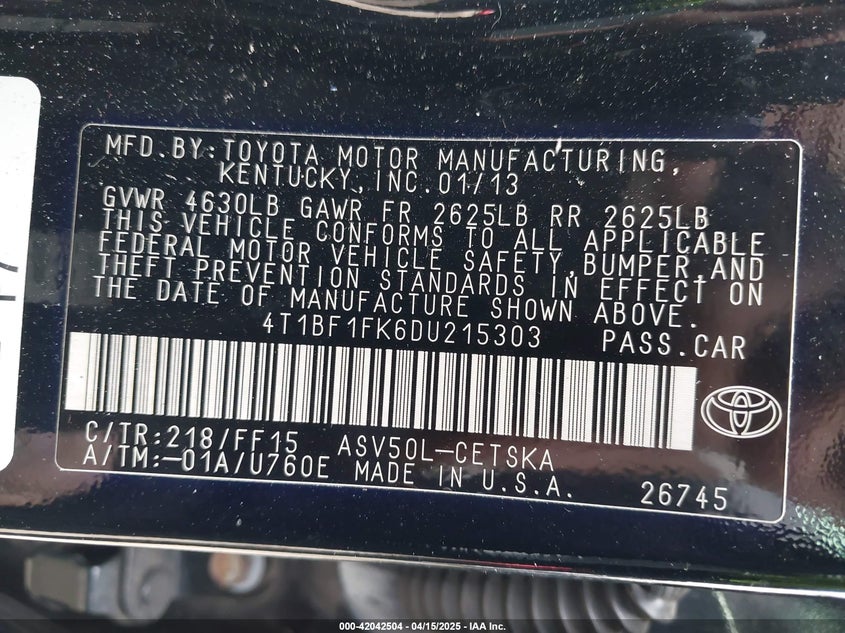 MFD.BY:TOYOTA MOTOR MANUFACTURING,
KENTUCKY,INC.01/13
GVWR 4630LB GAWR FR 2625LB RR 2625LB
THIS VEHICLE CONFORMS TO ALL APPLICABLE
FEDERAL MOTOR VEHICLE SAFETY,BUMPER,AND
THEFT PREVENTION STANDARDS IN EFFECT ON
THE DATE OF MANUFACTURE SHOWN ABOVE.
4T1BF1FK6DU215303 PASS.CAR
C/TR:218/FF15 ASV50L-CETSKA
A/TM:-01A/U760E MADE IN U.S.A. 26745
000-42042504 - 04/15/2025 - IAA Inc.